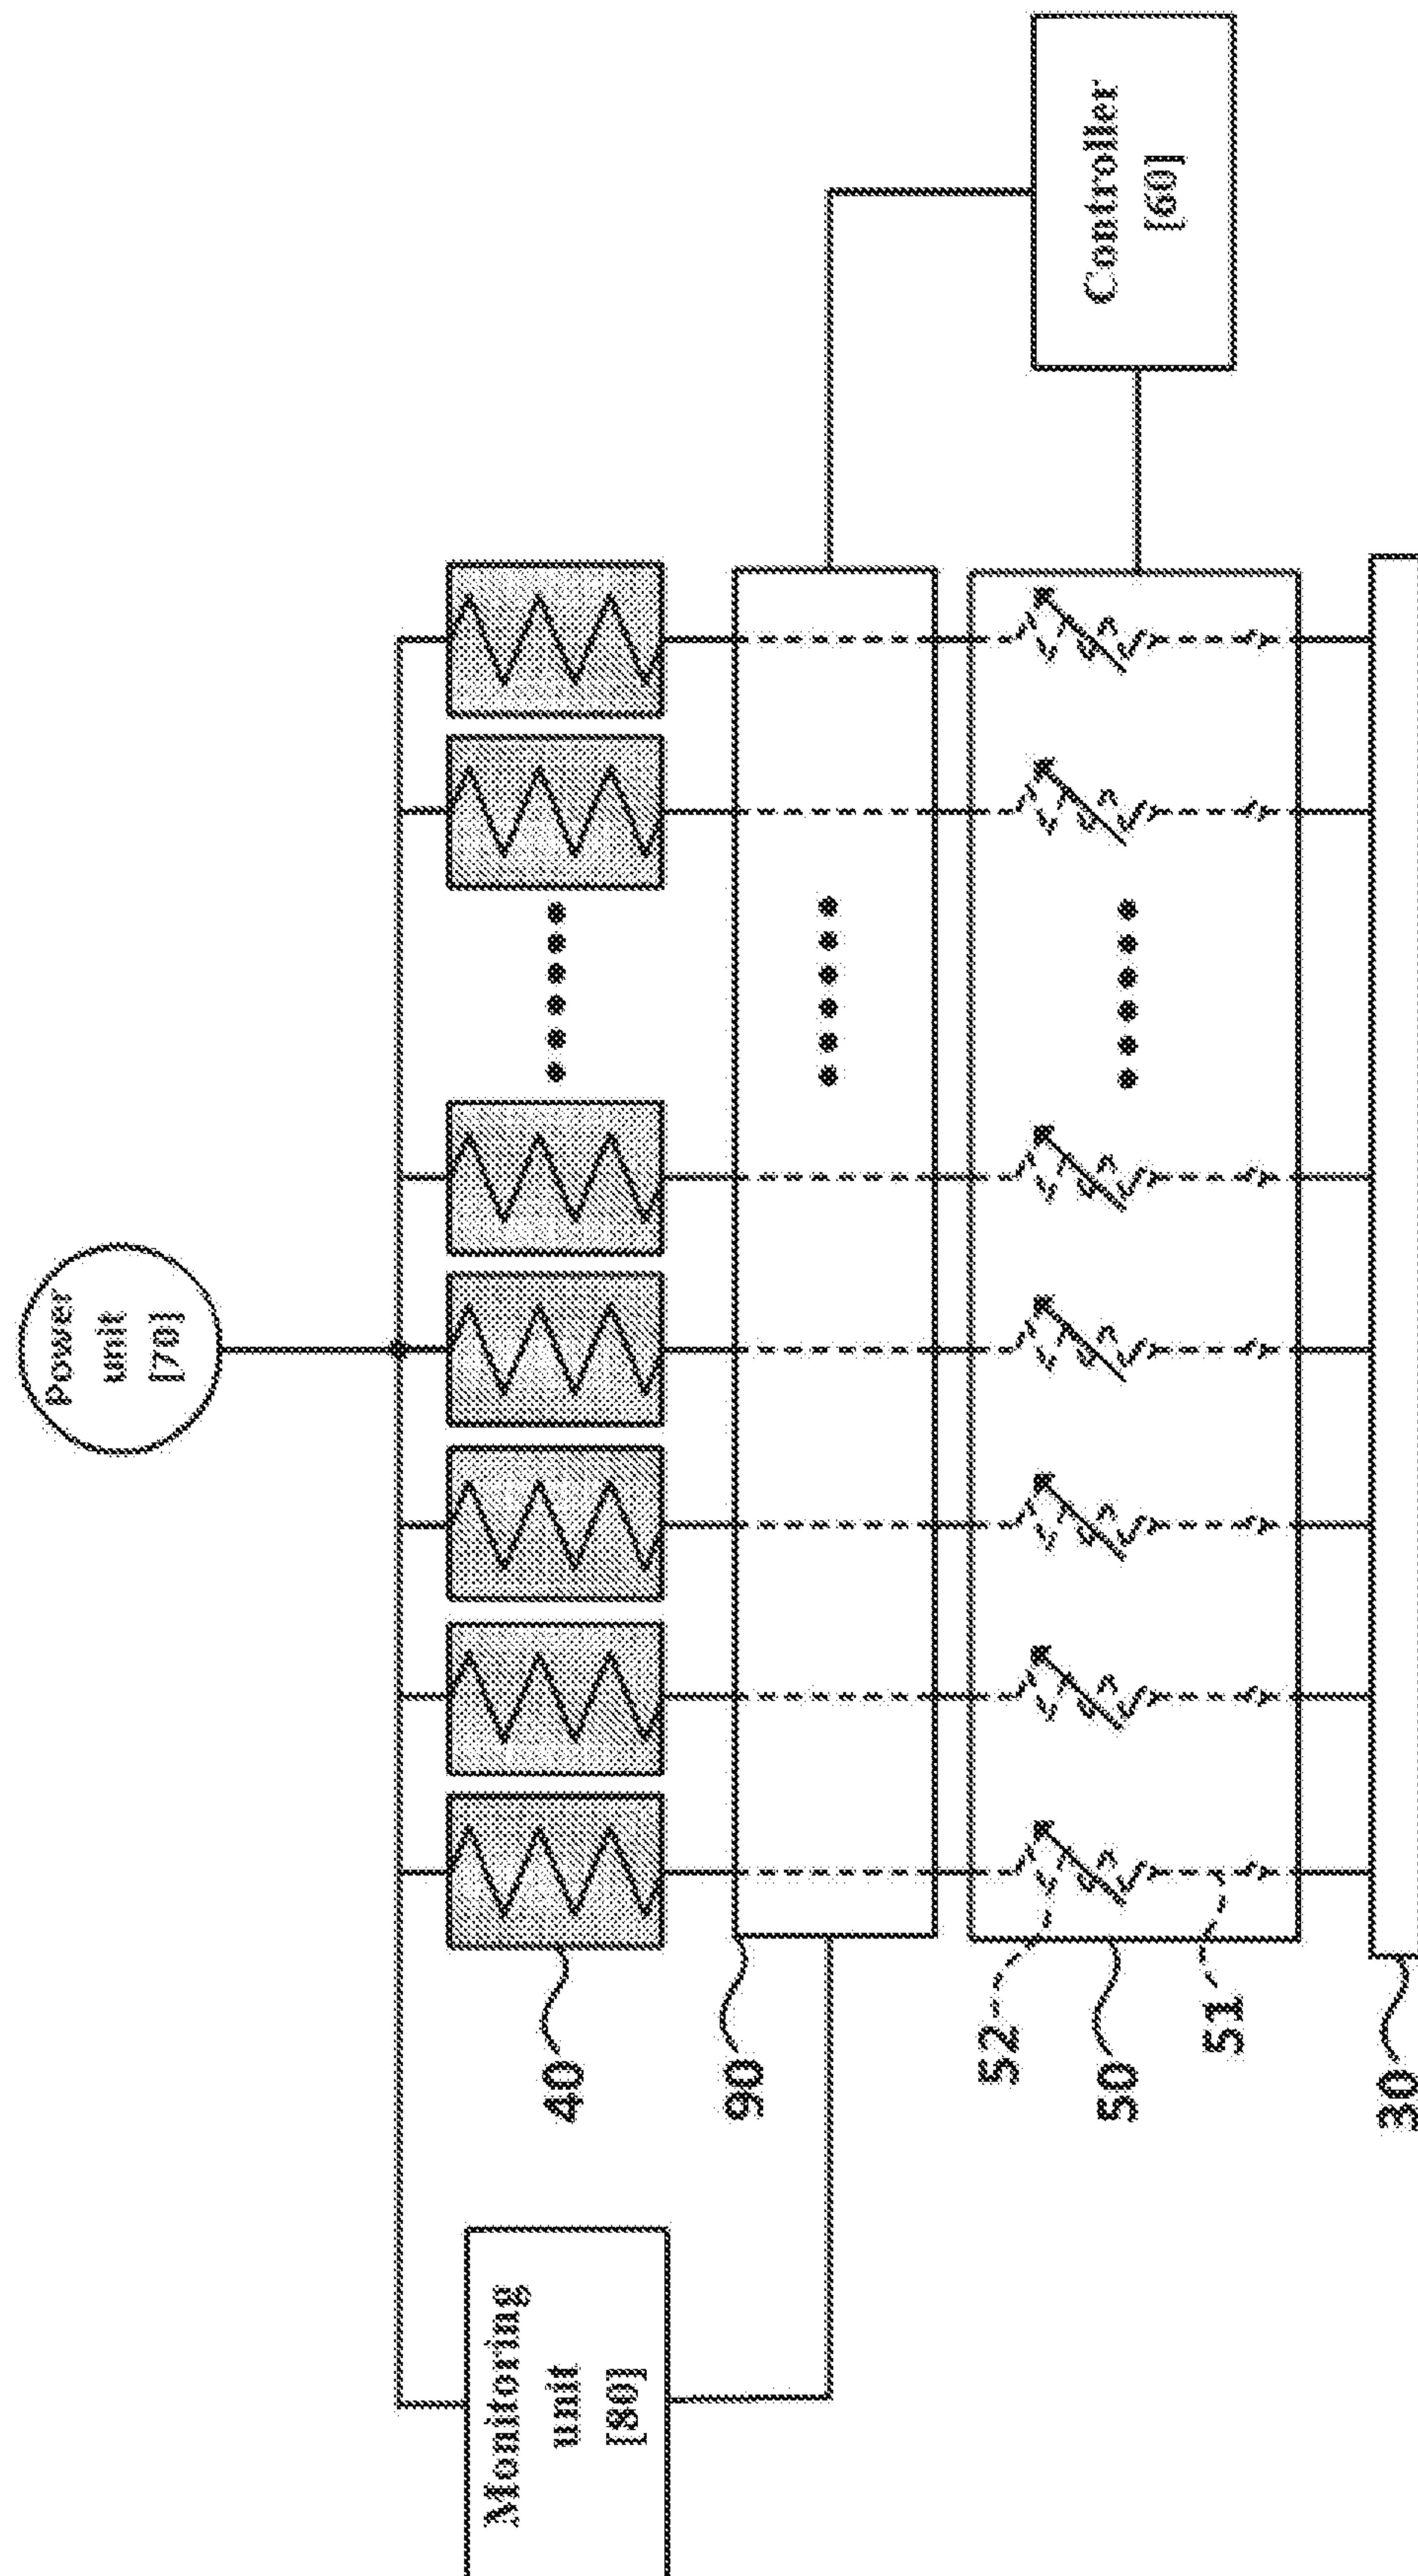 Power
unit
[70]
Controller
[60]
40
90
52
50
51
30
Monitoring
unit
[80]